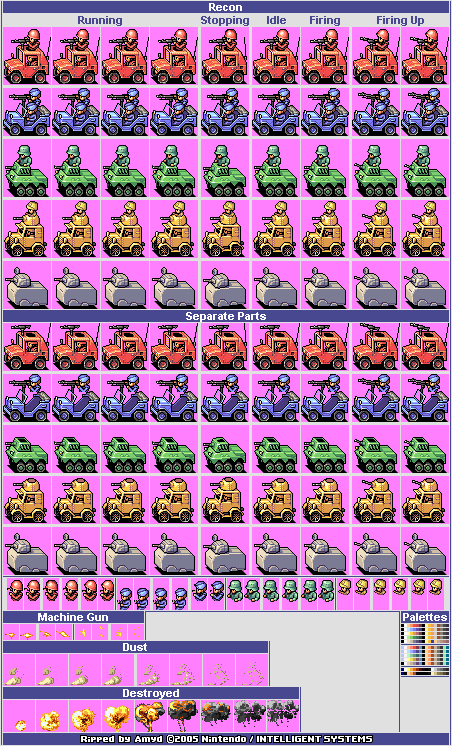 Recon
Running Stopping Idle Firing Firing Up
Separate Parts
Machine Gun
Palettes
Dust
Destroyed
Ripped by Amyd ©2005 Nintendo / INTELLIGENT SYSTEMS